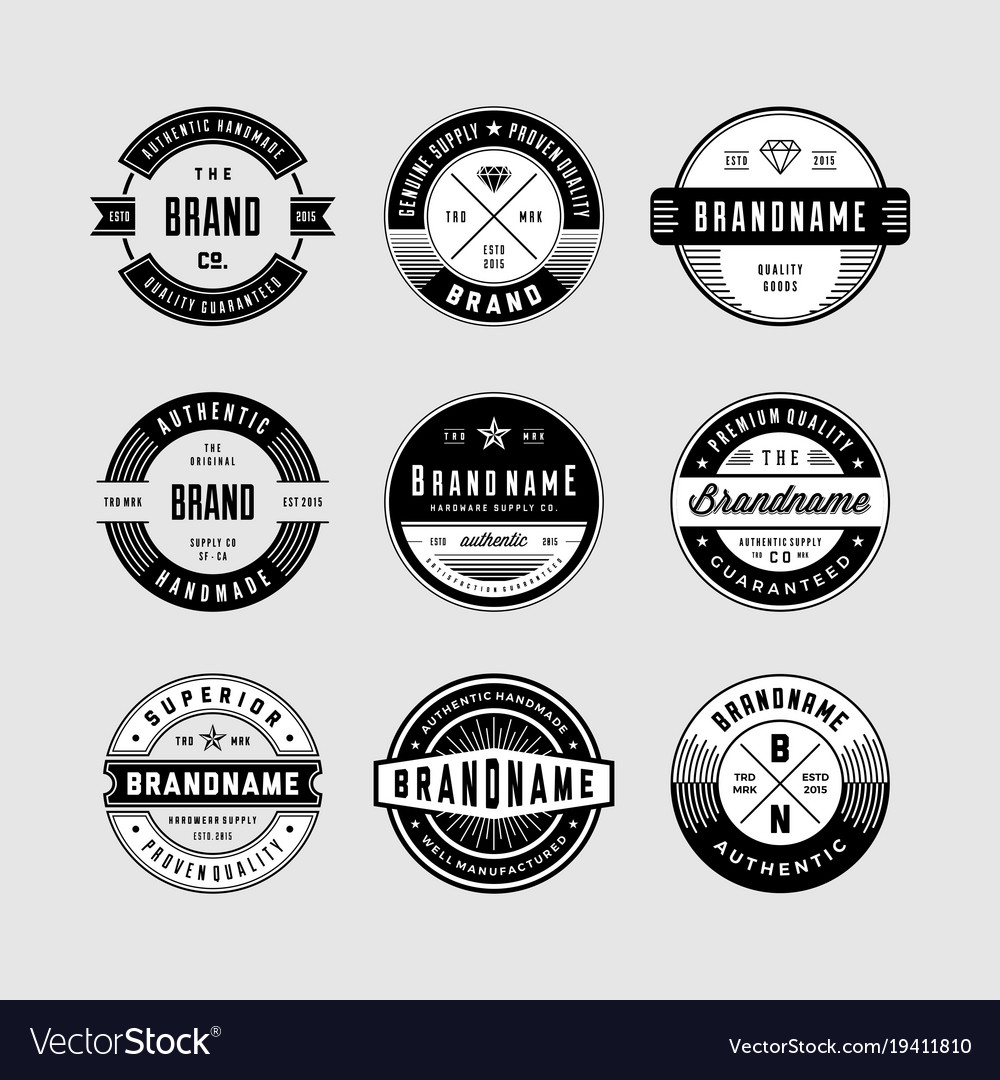 AUTHENTIC HANDMADE
THE
ESTD BRAND 2015
Co.
QUALITY GUARANTEED
GENUINE SUPPLY ★ PROVEN QUALITY
TRD MRK
ESTD
2015
BRAND
ESTD 2015
BRANDNAME
QUALITY
GOODS
AUTHENTIC
THE
ORIGINAL
TRD MRK BRAND EST 2015
SUPPLY CO
SF - CA
HANDMADE
TRD MRK
BRANDNAME
HARDWARE SUPPLY CO.
ESTD authentic 2015
SATISFACTION GUARANTEED
PREMIUM QUALITY
THE
Brandname
AUTHENTIC SUPPLY
TRD CO MRK
GUARANTEED
SUPERIOR
TRD MRK
BRANDNAME
HARDWEAR SUPPLY
ESTD. 2015
PROVEN QUALITY
AUTHENTIC HANDMADE
BRANDNAME
WELL MANUFACTURED
BRANDNAME
B
TRD ESTD
MRK 2015
N
AUTHENTIC
VectorStock®
VectorStock.com/19411810